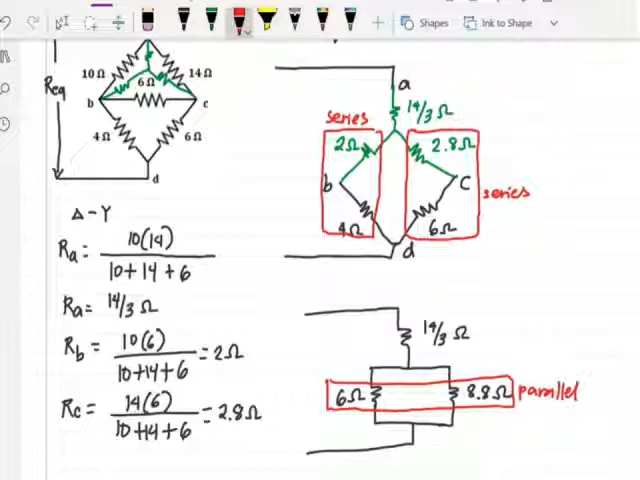 Shapes
Ink to Shape
10Ω
14Ω
6Ω
Req
b
c
4Ω
6Ω
d
Δ-Y
Ra = 10(14)
10+14+6
Ra = 14/3 Ω
Rb = 10(6) = 2Ω
10+14+6
Rc = 14(6) = 2.8Ω
10+14+6
a
14/3 Ω
series
2Ω
2.8Ω
b
C
series
4Ω
6Ω
d
14/3 Ω
6Ω
8.8Ω
parallel